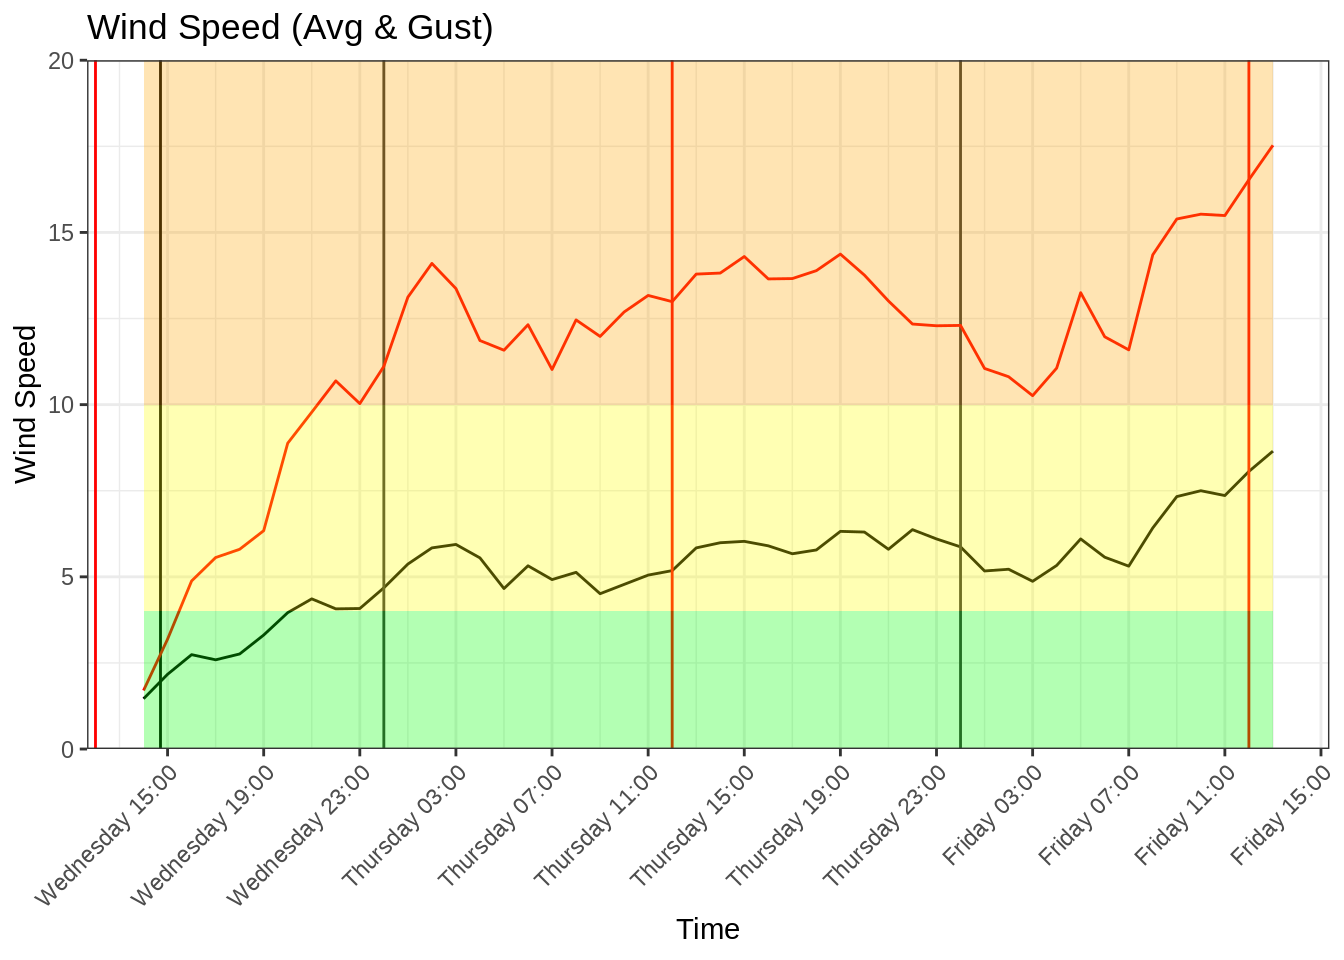 Wind Speed (Avg & Gust)
Wind Speed
20
15
10
5
0
Wednesday 15:00
Wednesday 19:00
Wednesday 23:00
Thursday 03:00
Thursday 07:00
Thursday 11:00
Thursday 15:00
Thursday 19:00
Thursday 23:00
Friday 03:00
Friday 07:00
Friday 11:00
Friday 15:00
Time